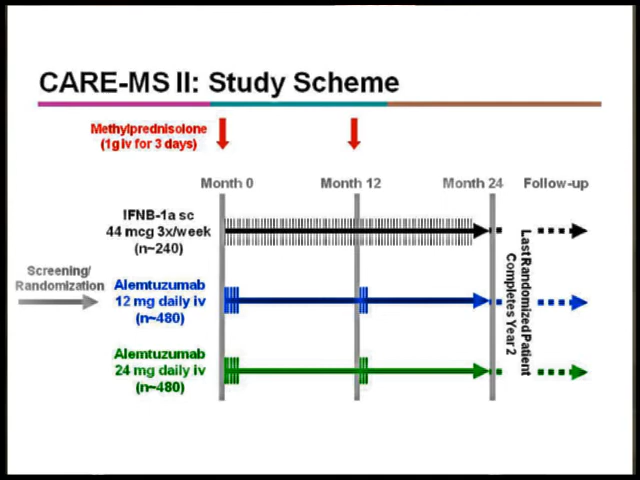 CARE-MS II: Study Scheme
Methylprednisolone
(1g iv for 3 days)
Month 0
Month 12
Month 24
Follow-up
IFNB-1a sc
44 mcg 3x/week
(n~240)
Screening/
Randomization
Alemtuzumab
12 mg daily iv
(n~480)
Alemtuzumab
24 mg daily iv
(n~480)
Last Randomized Patient
Completes Year 2